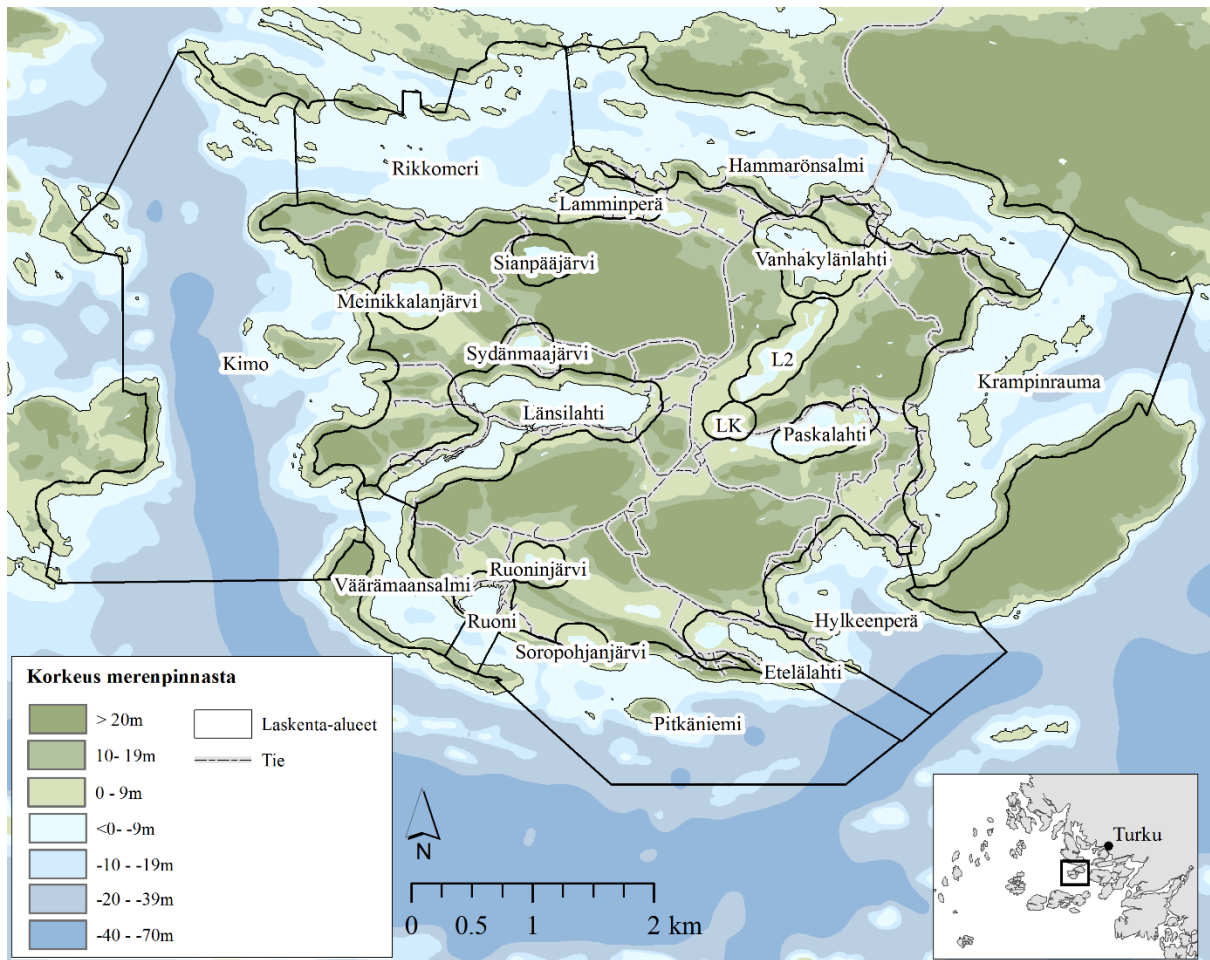 Rikkomeri
Hammarönsalmi
Lamminperä
Sianpääjärvi
Vanhakylänlahti
Meinikkalanjärvi
Kimo
Sydänmaajärvi
L2
Krampinrauma
Länsilahti
LK
Paskalahti
Väärämaansalmi
Ruoninjärvi
Ruoni
Hylkeenperä
Soropohjanjärvi
Etelälahti
Pitkäniemi
Korkeus merenpinnasta
> 20m
10- 19m
0 - 9m
<0- -9m
-10 - -19m
-20 - -39m
-40 - -70m
Laskenta-alueet
Tie
N
0 0.5 1 2 km
Turku